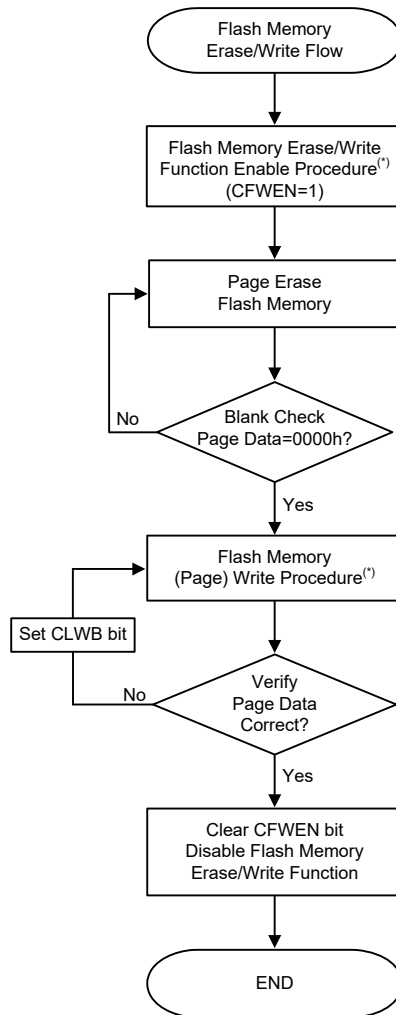 Flash Memory
Erase/Write Flow
Flash Memory Erase/Write
Function Enable Procedure(*)
(CFWEN=1)
Page Erase
Flash Memory
No
Blank Check
Page Data=0000h?
Yes
Flash Memory
(Page) Write Procedure(*)
Set CLWB bit
No
Verify
Page Data
Correct?
Yes
Clear CFWEN bit
Disable Flash Memory
Erase/Write Function
END